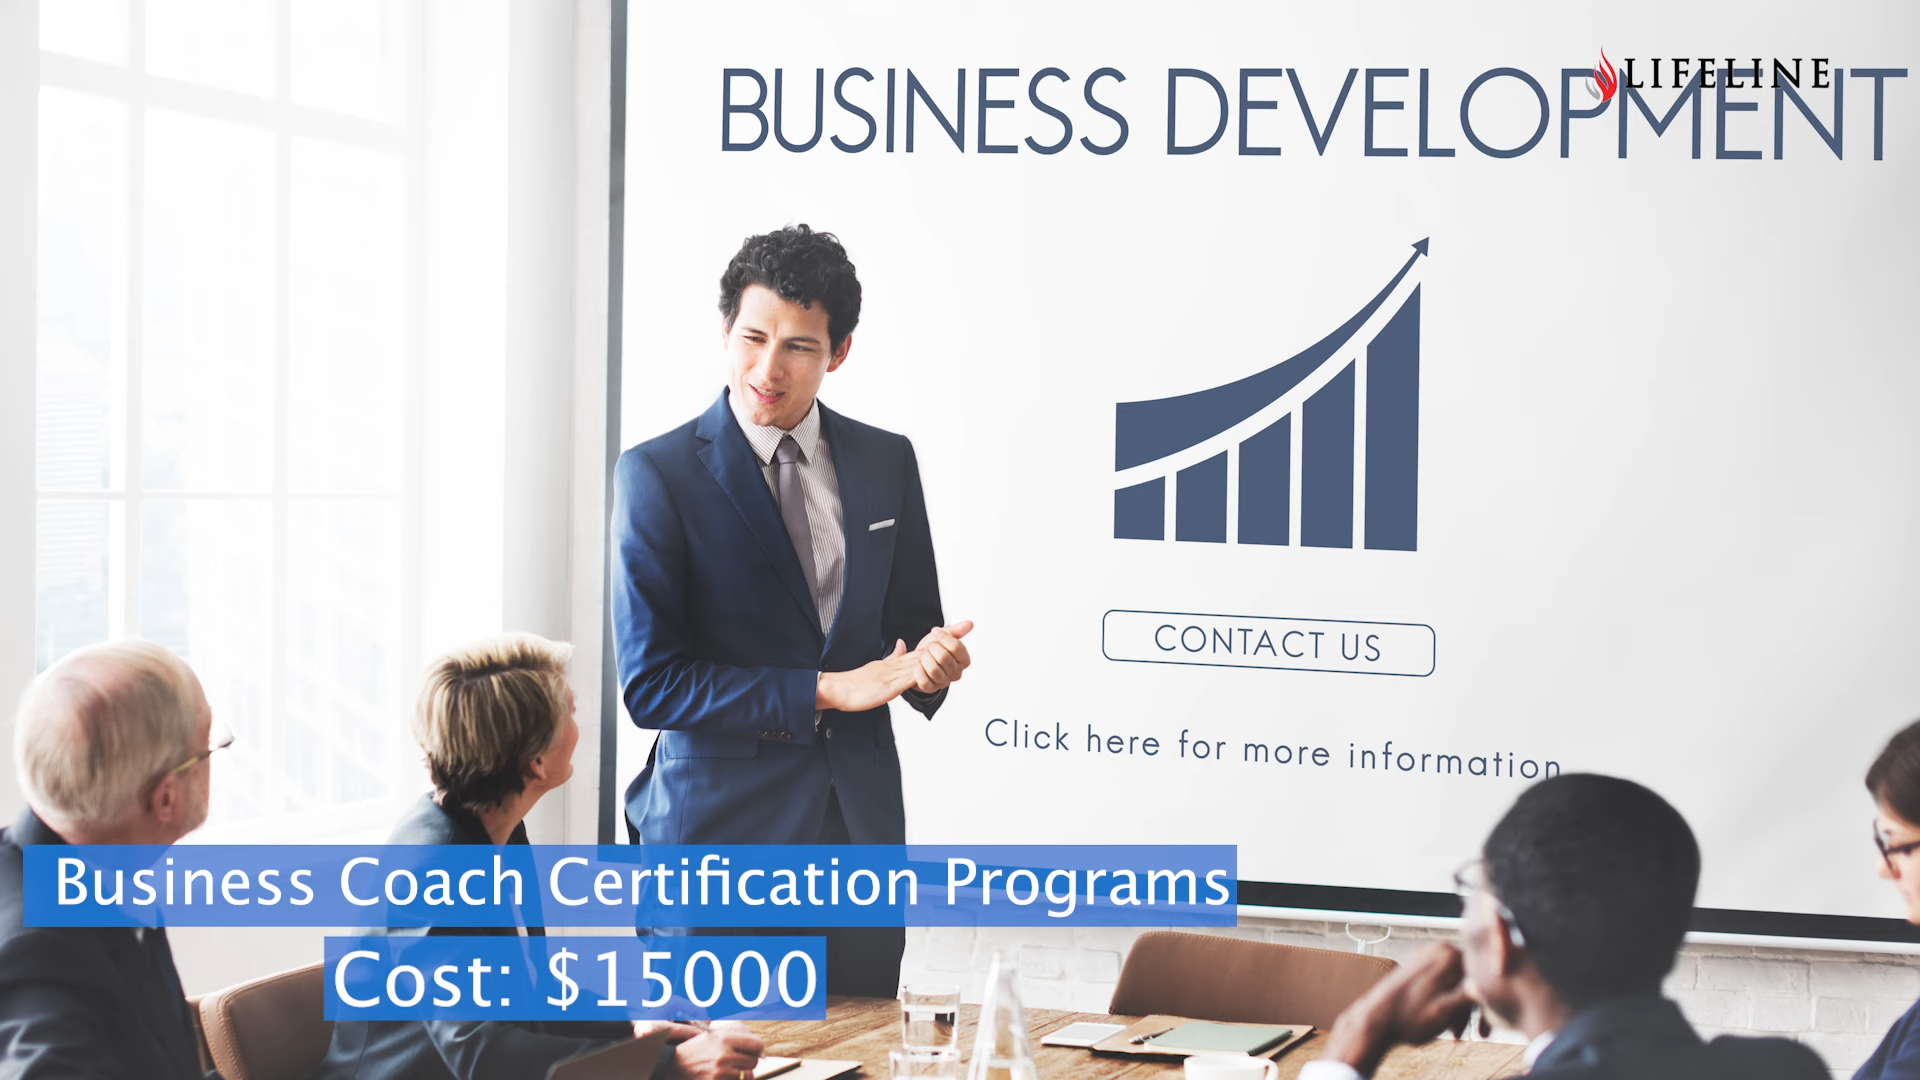 BUSINESS DEVELOPMENT
LIFELINE
CONTACT US
Click here for more information
Business Coach Certification Programs
Cost: $15000